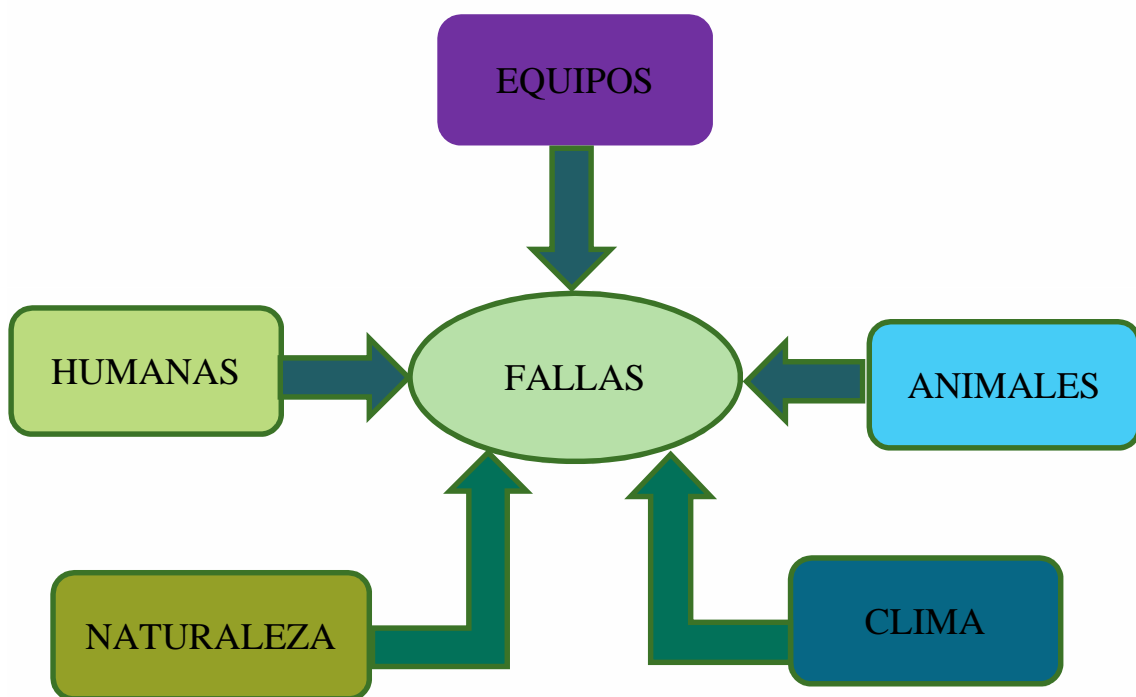 EQUIPOS
HUMANAS
FALLAS
ANIMALES
NATURALEZA
CLIMA